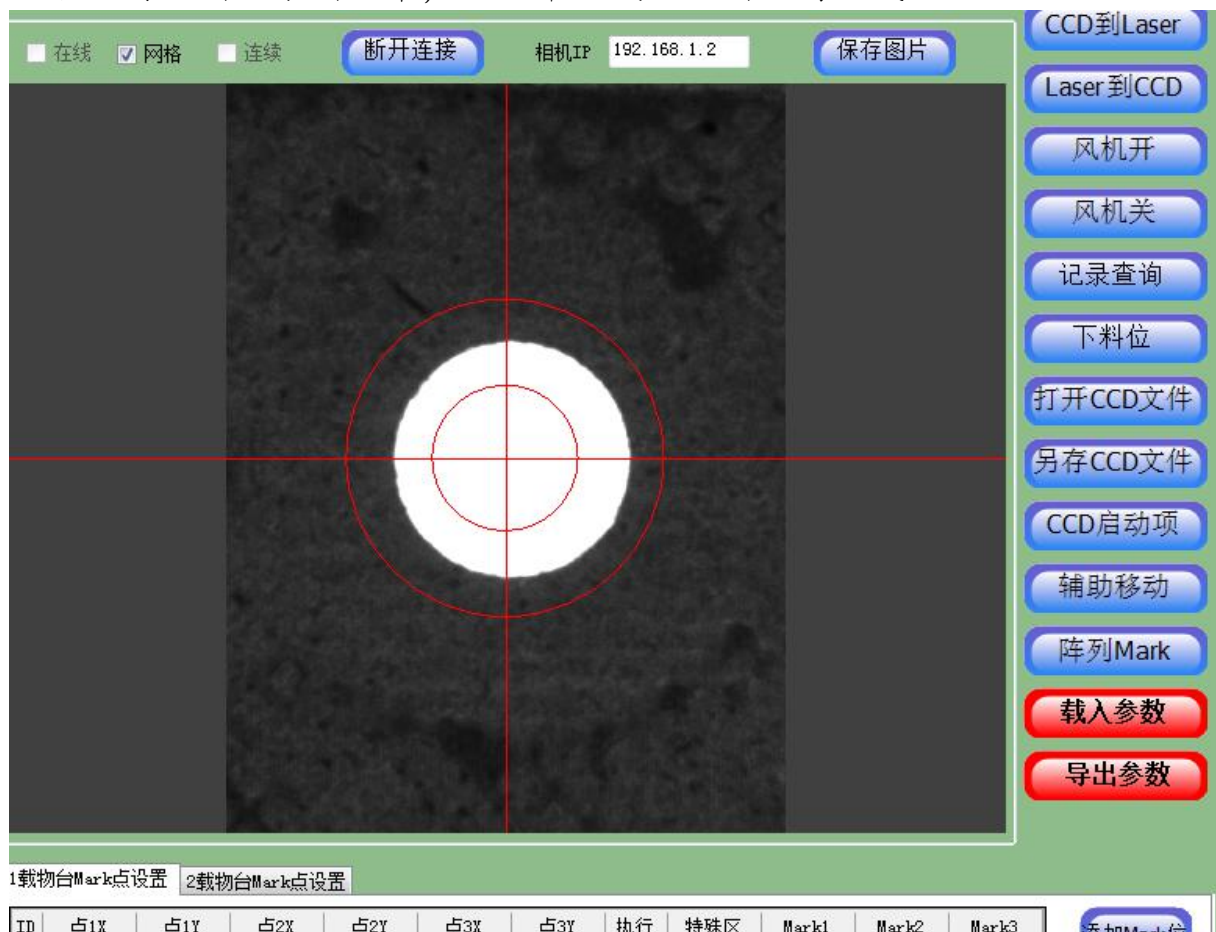 在线 网格 连续 断开连接 相机IP 192.168.1.2 保存图片
CCD到Laser
Laser到CCD
风机开
风机关
记录查询
下料位
打开CCD文件
另存CCD文件
CCD启动项
辅助移动
阵列Mark
载入参数
导出参数
1载物台Mark点设置 2载物台Mark点设置
ID 点1X 点1Y 点2X 点2Y 点3X 点3Y 执行 特殊区 Mark1 Mark2 Mark3 添加Mark位